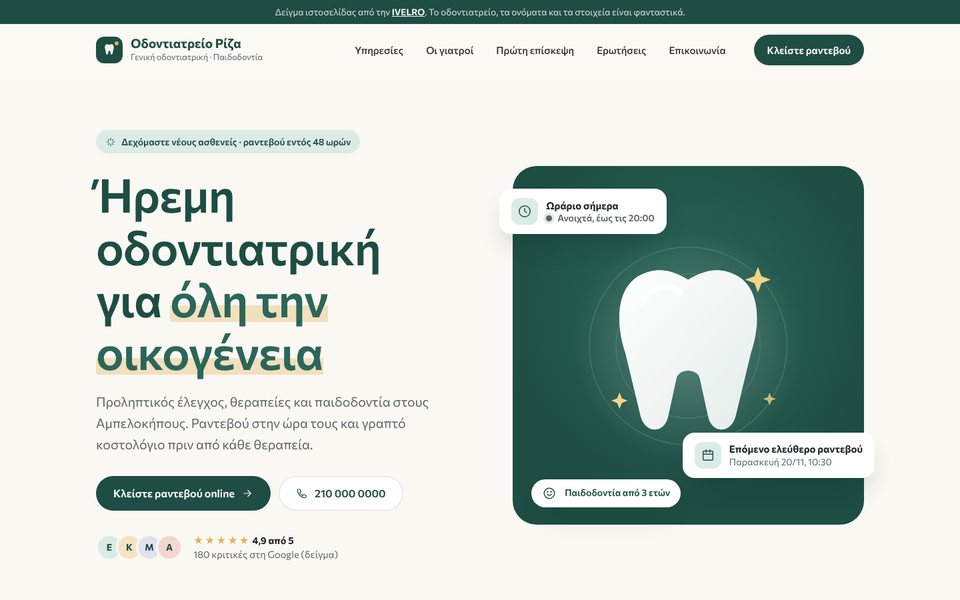 Δείγμα ιστοσελίδας από την IVELRO. Το οδοντιατρείο, τα ονόματα και τα στοιχεία είναι φανταστικά.
Οδοντιατρείο Ρίζα
Γενική οδοντιατρική · Παιδοδοντία
Υπηρεσίες
Οι γιατροί
Πρώτη επίσκεψη
Ερωτήσεις
Επικοινωνία
Κλείστε ραντεβού
Δεχόμαστε νέους ασθενείς · ραντεβού εντός 48 ωρών
Ήρεμη
οδοντιατρική
για όλη την
οικογένεια
Προληπτικός έλεγχος, θεραπείες και παιδοδοντία στους
Αμπελοκήπους. Ραντεβού στην ώρα τους και γραπτό
κοστολόγιο πριν από κάθε θεραπεία.
Κλείστε ραντεβού online →
210 000 0000
Ε Κ Μ Α
★★★★★ 4,9 από 5
180 κριτικές στη Google (δείγμα)
Ωράριο σήμερα
Ανοιχτά, έως τις 20:00
Επόμενο ελεύθερο ραντεβού
Παρασκευή 20/11, 10:30
Παιδοδοντία από 3 ετών